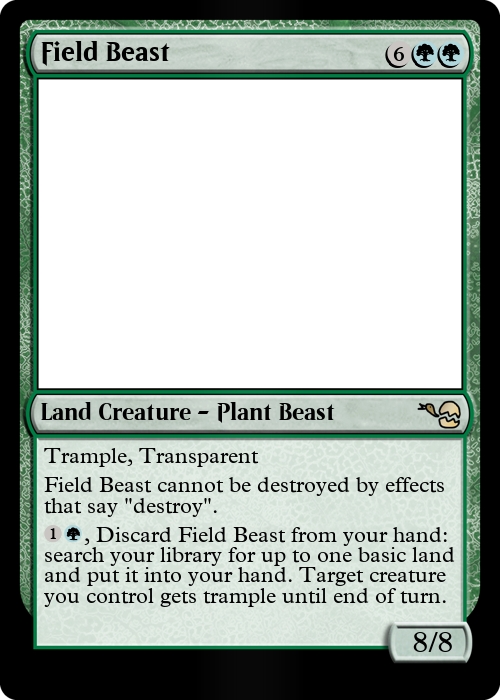 Field Beast 6
Land Creature – Plant Beast
Trample, Transparent
Field Beast cannot be destroyed by effects
that say "destroy".
1 , Discard Field Beast from your hand:
search your library for up to one basic land
and put it into your hand. Target creature
you control gets trample until end of turn.
8/8